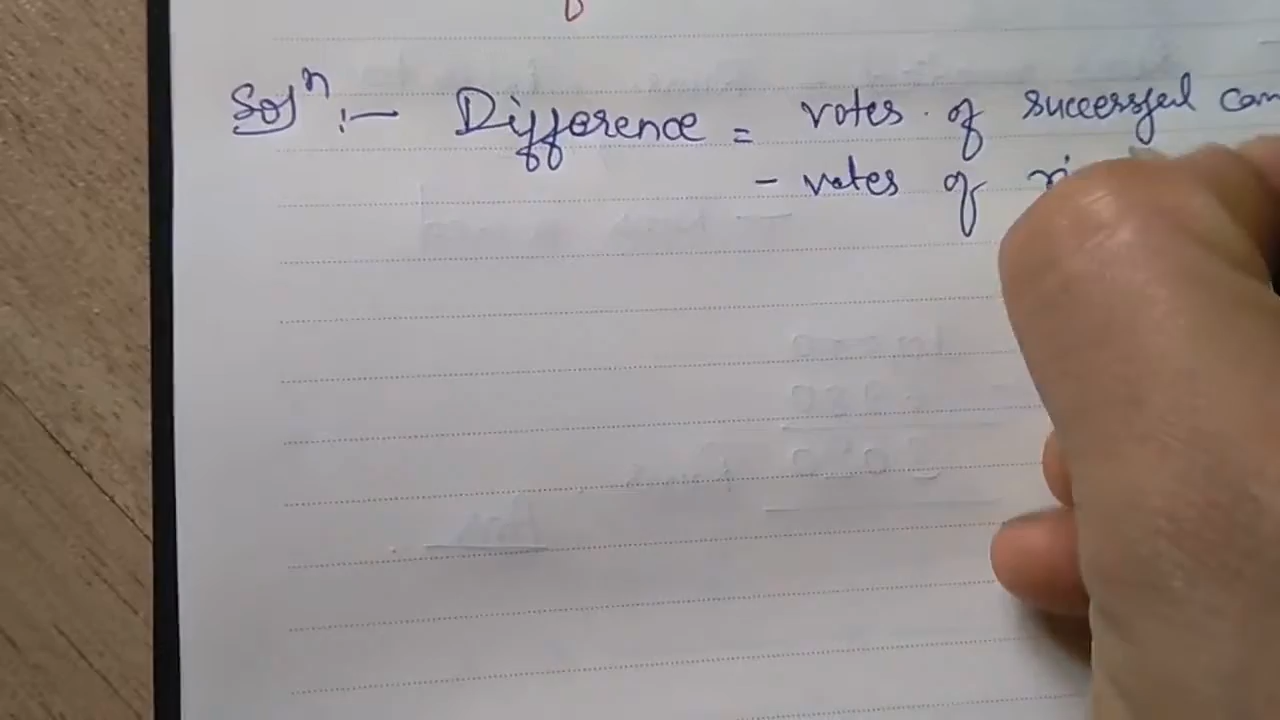 Solⁿ :- Difference = votes of successful
- votes of